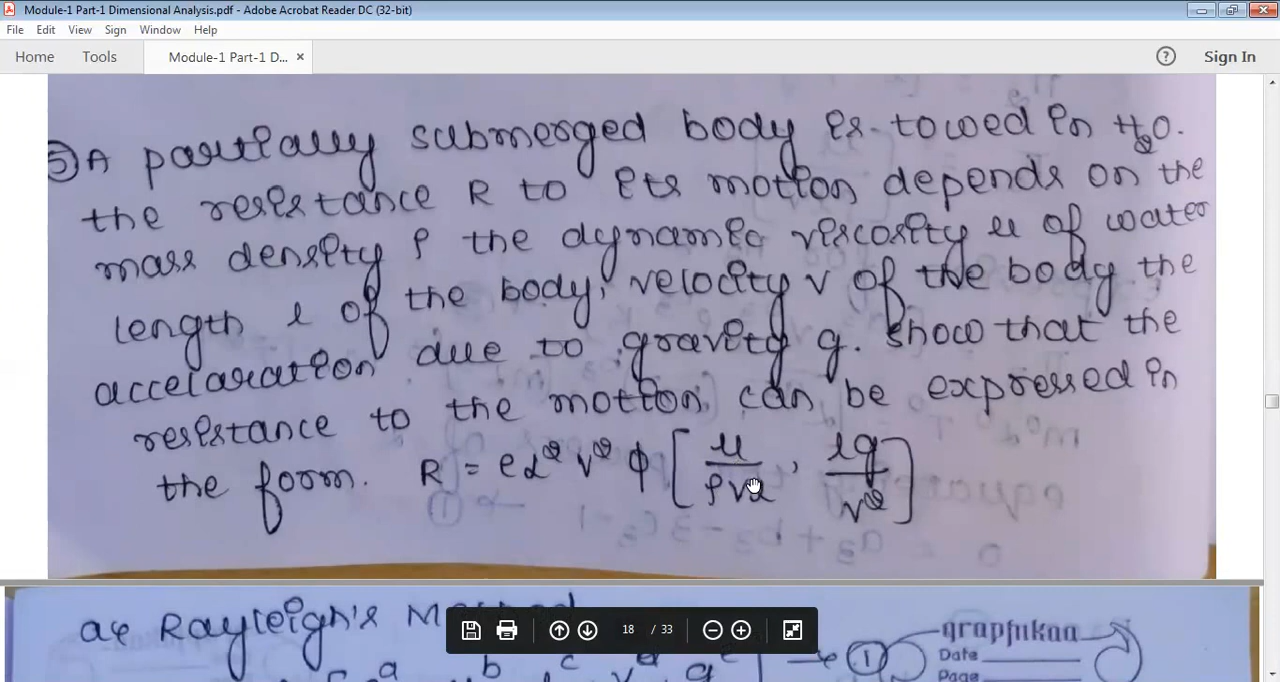 Module-1 Part-1 Dimensional Analysis.pdf - Adobe Acrobat Reader DC (32-bit)
File Edit View Sign Window Help
Home Tools Module-1 Part-1 D... × Sign In
5) A partially submerged body is towed in H2O.
the resistance R to its motion depends on the
mass density ρ the dynamic viscosity μ of water
length l of the body, velocity v of the body the
accelaration due to gravity g. show that the
resistance to the motion can be expressed in
the form. R = ρL² V² φ [μ/ρVL, lg/V²]
Rayleigh's
18 / 33
a b c d e → 1
graphikaa
Date
Page